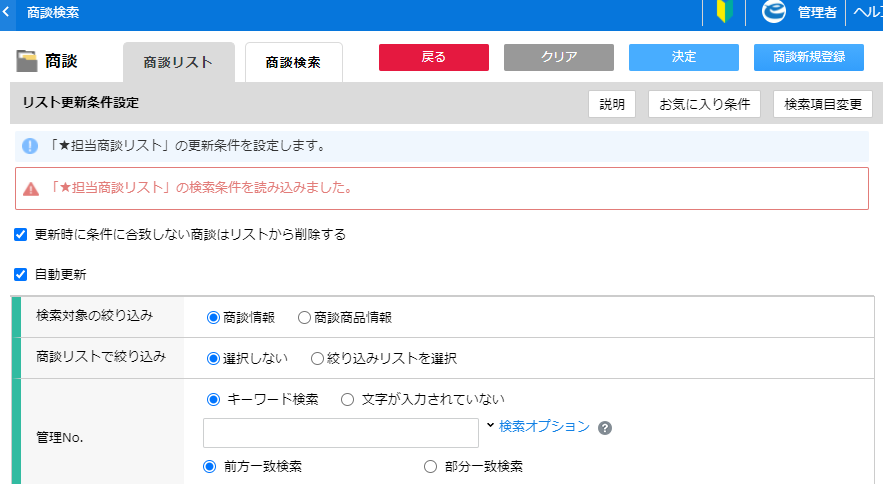 商談検索
管理者
ヘル
商談
商談リスト
商談検索
戻る
クリア
決定
商談新規登録
リスト更新条件設定
説明
お気に入り条件
検索項目変更
「★担当商談リスト」の更新条件を設定します。
「★担当商談リスト」の検索条件を読み込みました。
更新時に条件に合致しない商談はリストから削除する
自動更新
検索対象の絞り込み
商談情報 商談商品情報
商談リストで絞り込み
選択しない 絞り込みリストを選択
キーワード検索 文字が入力されていない
管理No.
検索オプション ?
前方一致検索 部分一致検索